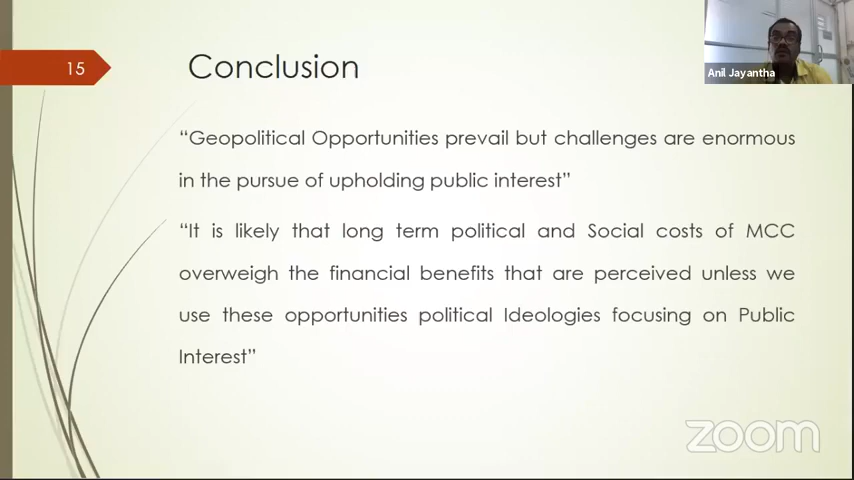 15
Conclusion
Anil Jayantha
“Geopolitical Opportunities prevail but challenges are enormous
in the pursue of upholding public interest”
“It is likely that long term political and Social costs of MCC
overweigh the financial benefits that are perceived unless we
use these opportunities political Ideologies focusing on Public
Interest”
zoom